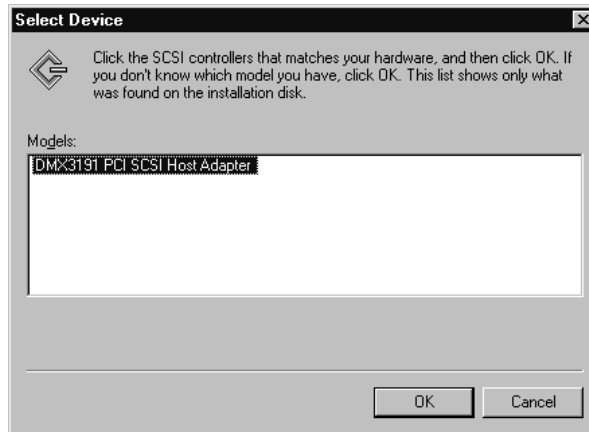 Select Device
Click the SCSI controllers that matches your hardware, and then click OK. If
you don't know which model you have, click OK. This list shows only what
was found on the installation disk.
Models:
DMX3191 PCI SCSI Host Adapter
OK Cancel